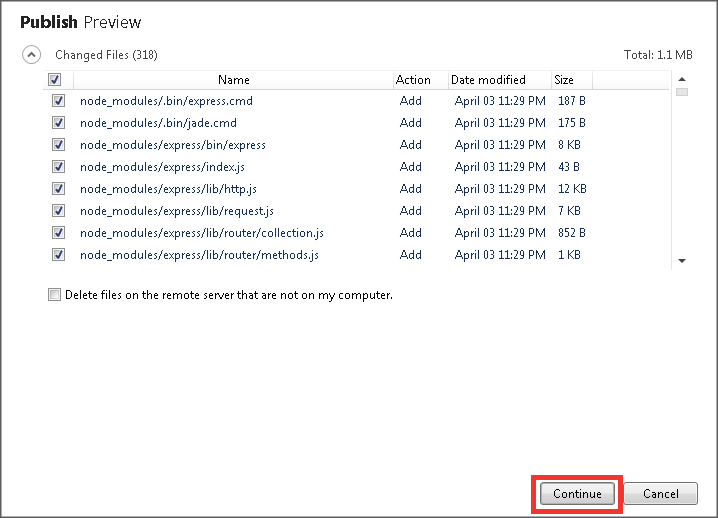 Publish Preview
Changed Files (318) Total: 1.1 MB
Name Action Date modified Size
node_modules/.bin/express.cmd Add April 03 11:29 PM 187 B
node_modules/.bin/jade.cmd Add April 03 11:29 PM 175 B
node_modules/express/bin/express Add April 03 11:29 PM 8 KB
node_modules/express/index.js Add April 03 11:29 PM 43 B
node_modules/express/lib/http.js Add April 03 11:29 PM 12 KB
node_modules/express/lib/request.js Add April 03 11:29 PM 7 KB
node_modules/express/lib/router/collection.js Add April 03 11:29 PM 852 B
node_modules/express/lib/router/methods.js Add April 03 11:29 PM 1 KB
Delete files on the remote server that are not on my computer.
Continue Cancel